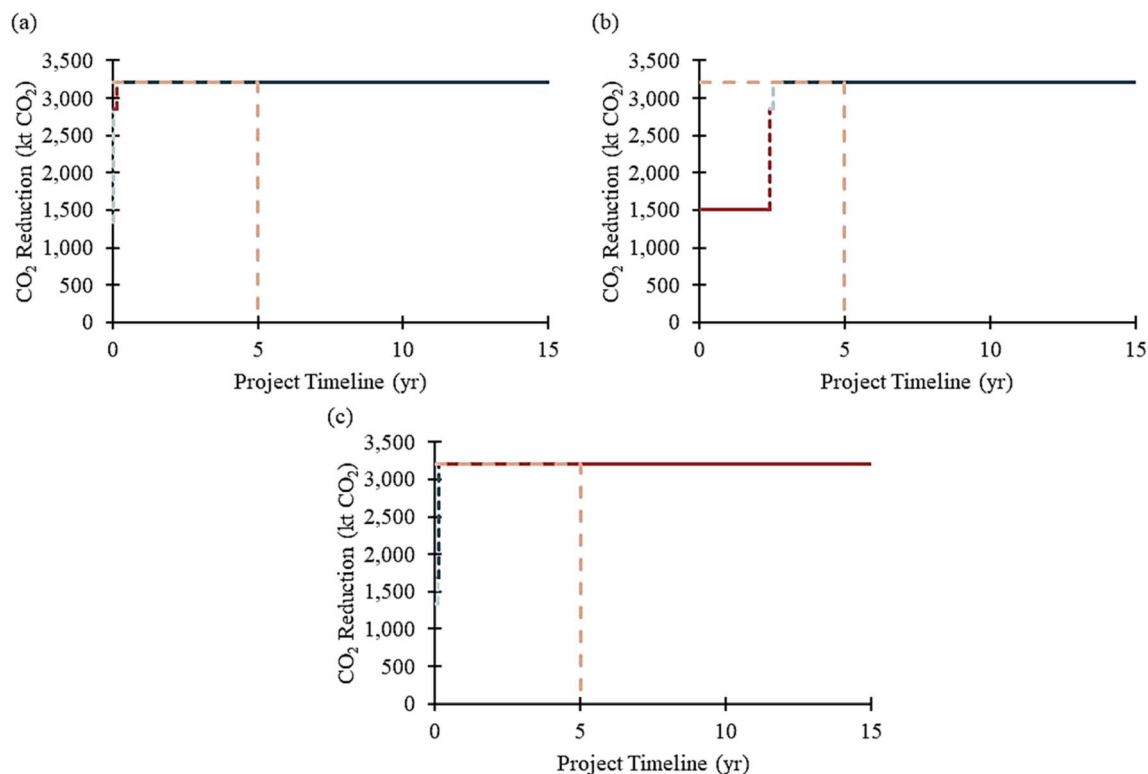 (a)
3,500
3,000
2,500
2,000
1,500
1,000
500
0
CO₂ Reduction (kt CO₂)
0 5 10 15
Project Timeline (yr)
(b)
3,500
3,000
2,500
2,000
1,500
1,000
500
0
CO₂ Reduction (kt CO₂)
0 5 10 15
Project Timeline (yr)
(c)
3,500
3,000
2,500
2,000
1,500
1,000
500
0
CO₂ Reduction (kt CO₂)
0 5 10 15
Project Timeline (yr)